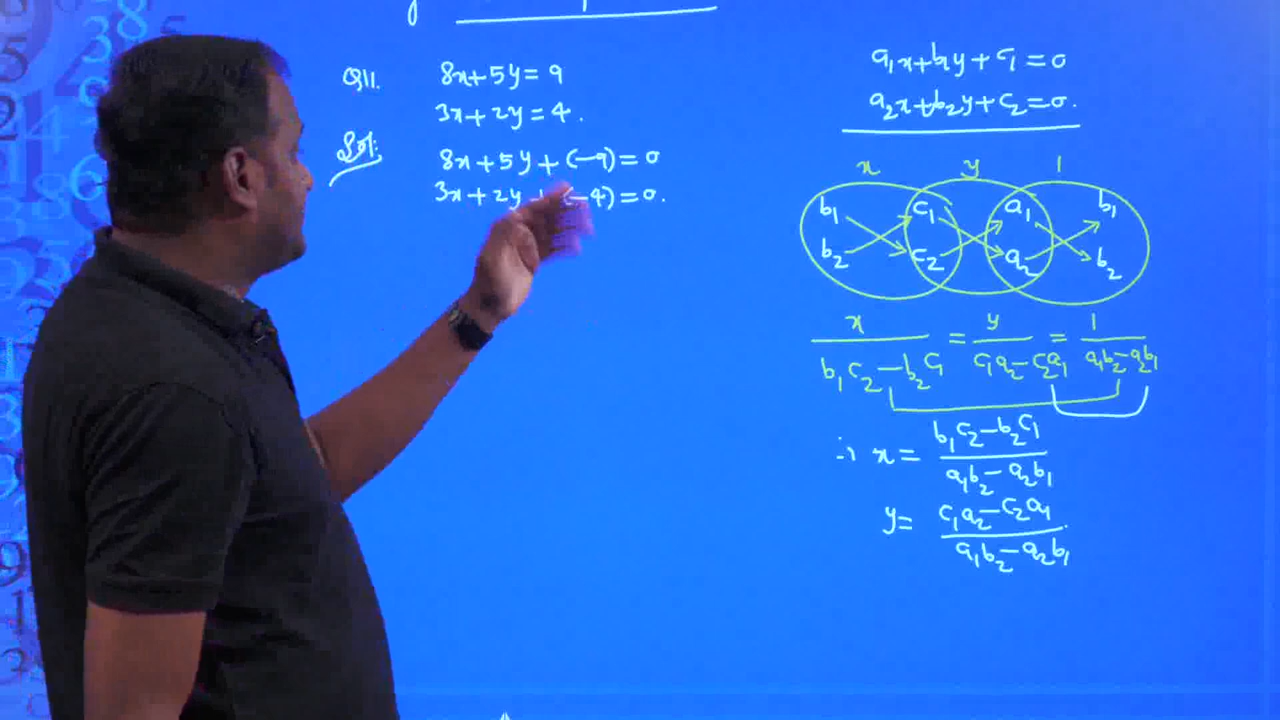 Q11. 8x+5y=9
3x+2y=4.
Soln:
8x+5y+(-9)=0
3x+2y+(-4)=0.
a₁x+b₁y+c₁=0
a₂x+b₂y+c₂=0.
x y 1
b₁ c₁ a₁ b₁
b₂ c₂ a₂ b₂
x/(b₁c₂-b₂c₁) = y/(c₁a₂-c₂a₁) = 1/(a₁b₂-a₂b₁)
∴ x= (b₁c₂-b₂c₁)/(a₁b₂-a₂b₁)
y= (c₁a₂-c₂a₁)/(a₁b₂-a₂b₁)